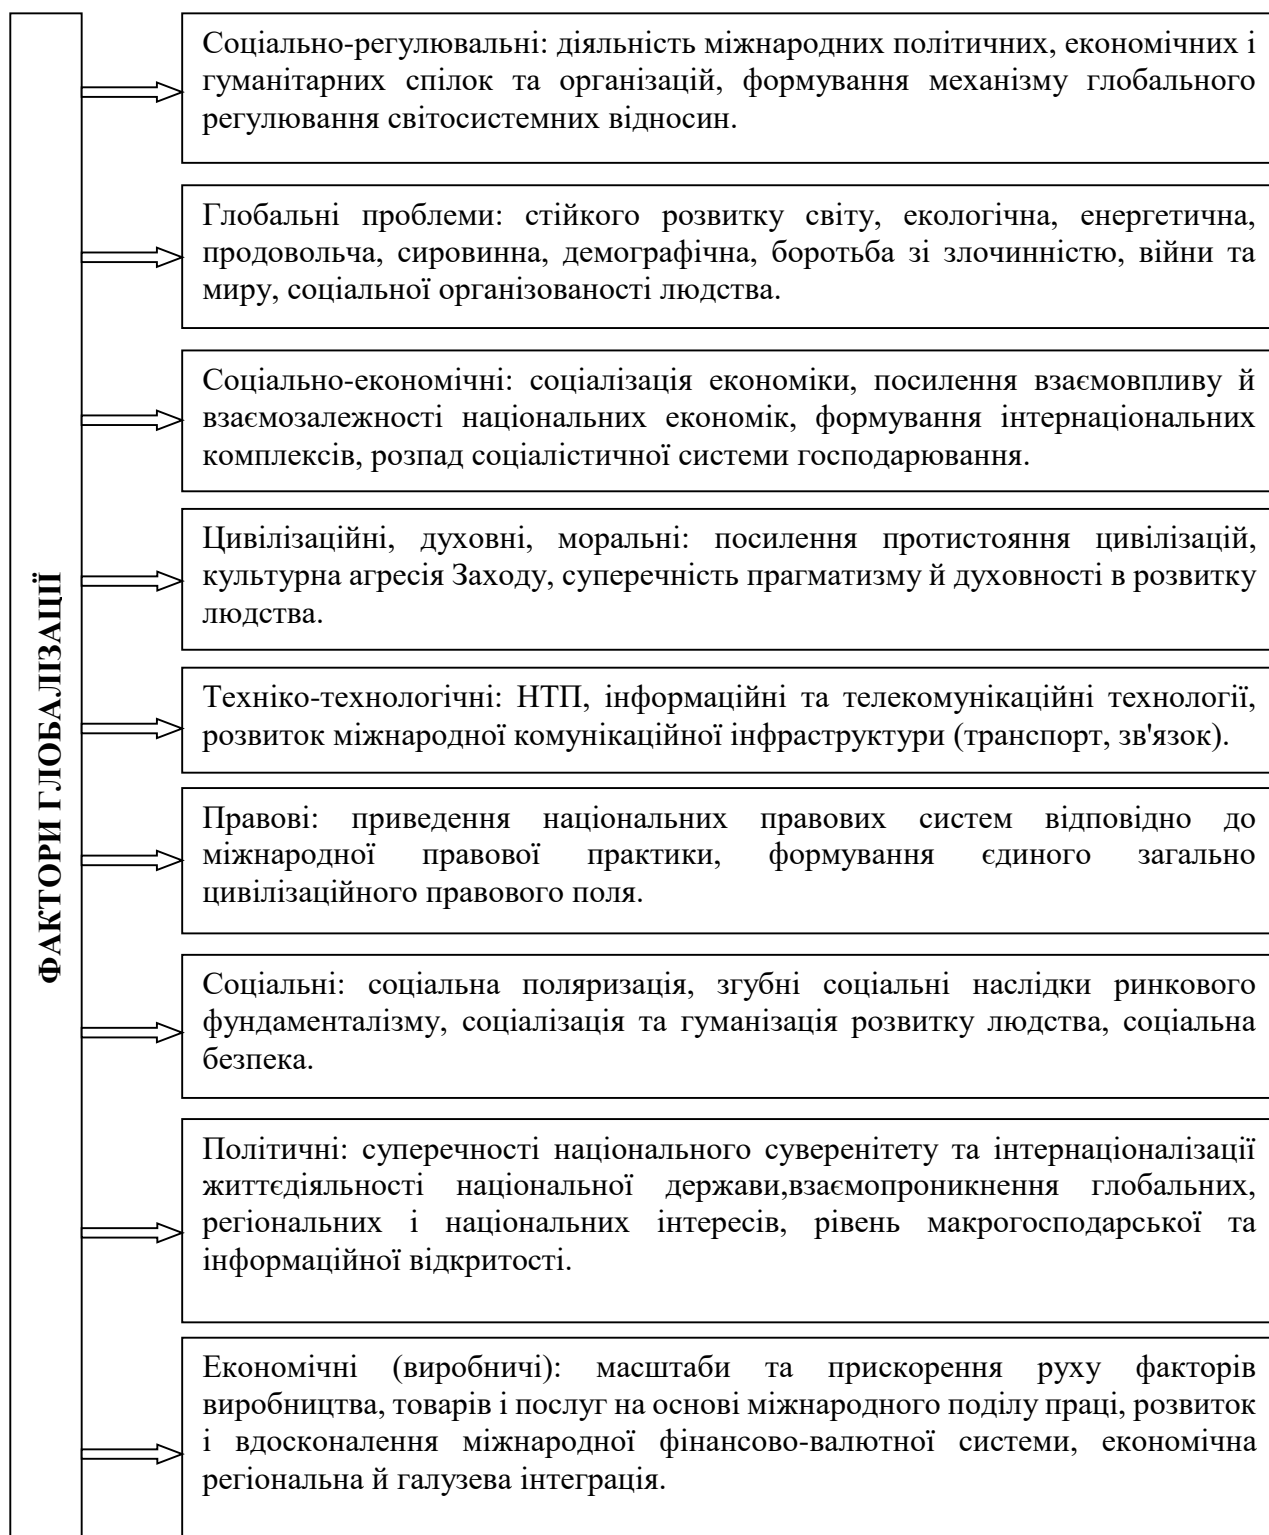 ФАКТОРИ ГЛОБАЛІЗАЦІЇ
Соціально-регулювальні: діяльність міжнародних політичних, економічних і
гуманітарних спілок та організацій, формування механізму глобального
регулювання світосистемних відносин.
Глобальні проблеми: стійкого розвитку світу, екологічна, енергетична,
продовольча, сировинна, демографічна, боротьба зі злочинністю, війни та
миру, соціальної організованості людства.
Соціально-економічні: соціалізація економіки, посилення взаємовпливу й
взаємозалежності національних економік, формування інтернаціональних
комплексів, розпад соціалістичної системи господарювання.
Цивілізаційні, духовні, моральні: посилення протистояння цивілізацій,
культурна агресія Заходу, суперечність прагматизму й духовності в розвитку
людства.
Техніко-технологічні: НТП, інформаційні та телекомунікаційні технології,
розвиток міжнародної комунікаційної інфраструктури (транспорт, зв'язок).
Правові: приведення національних правових систем відповідно до
міжнародної правової практики, формування єдиного загально
цивілізаційного правового поля.
Соціальні: соціальна поляризація, згубні соціальні наслідки ринкового
фундаменталізму, соціалізація та гуманізація розвитку людства, соціальна
безпека.
Політичні: суперечності національного суверенітету та інтернаціоналізації
життєдіяльності національної держави,взаємопроникнення глобальних,
регіональних і національних інтересів, рівень макрогосподарської та
інформаційної відкритості.
Економічні (виробничі): масштаби та прискорення руху факторів
виробництва, товарів і послуг на основі міжнародного поділу праці, розвиток
і вдосконалення міжнародної фінансово-валютної системи, економічна
регіональна й галузева інтеграція.